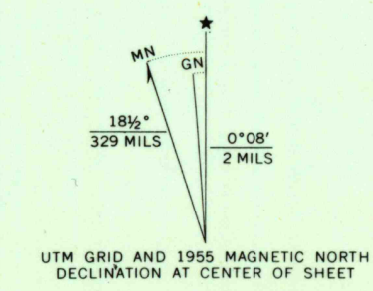 MN
GN
18½°
329 MILS
0°08′
2 MILS
UTM GRID AND 1955 MAGNETIC NORTH
DECLINATION AT CENTER OF SHEET